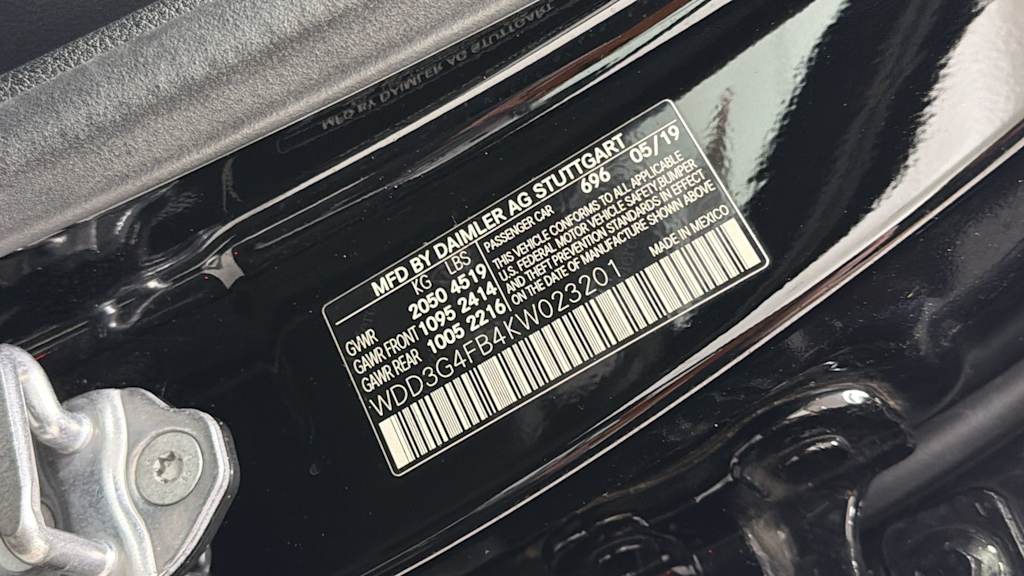 MFD BY DAIMLER AG STUTTGART
KG LBS
GVWR 2050 4519
GAWR FRONT 1095 2414
GAWR REAR 1005 2216
696 05/19
PASSENGER CAR
THIS VEHICLE CONFORMS TO ALL APPLICABLE
U.S. FEDERAL MOTOR VEHICLE SAFETY, BUMPER
AND THEFT PREVENTION STANDARDS IN EFFECT
ON THE DATE OF MANUFACTURE SHOWN ABOVE.
WDD3G4FB4KW023201
MADE IN MEXICO